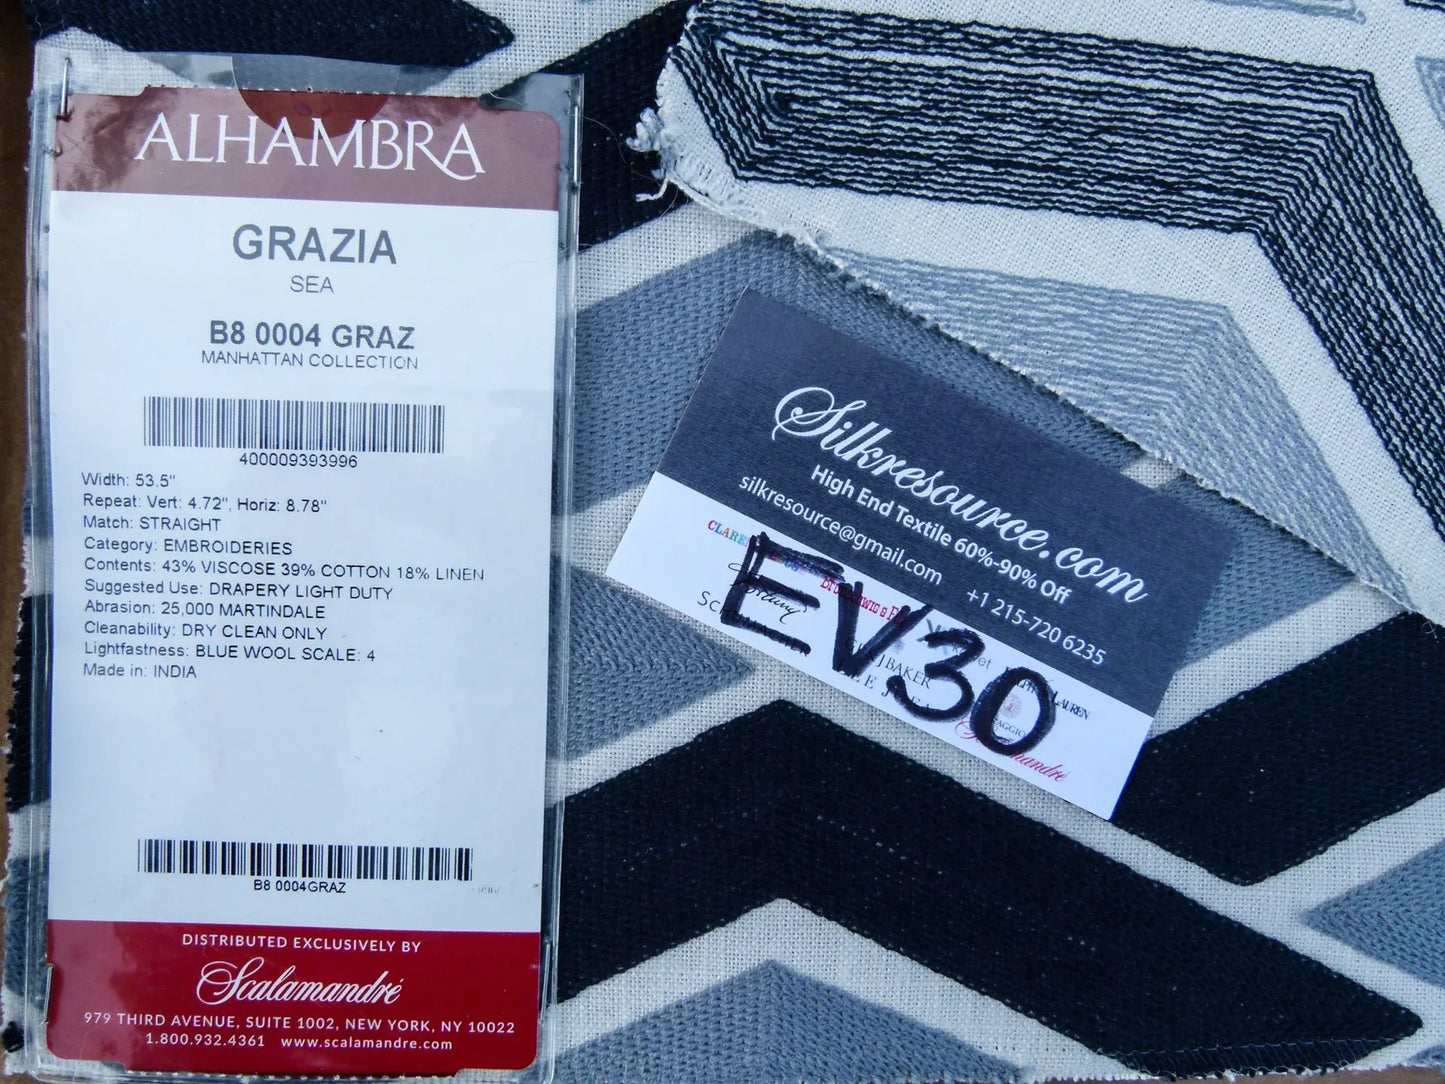 ALHAMBRA
GRAZIA
SEA
B8 0004 GRAZ
MANHATTAN COLLECTION
400009393996
Width: 53.5"
Repeat: Vert: 4.72", Horiz: 8.78"
Match: STRAIGHT
Category: EMBROIDERIES
Contents: 43% VISCOSE 39% COTTON 18% LINEN
Suggested Use: DRAPERY LIGHT DUTY
Abrasion: 25,000 MARTINDALE
Cleanability: DRY CLEAN ONLY
Lightfastness: BLUE WOOL SCALE: 4
Made in: INDIA
B8 0004GRAZ
DISTRIBUTED EXCLUSIVELY BY
Scalamandré
979 THIRD AVENUE, SUITE 1002, NEW YORK, NY 10022
1.800.932.4361 www.scalamandre.com
Silkresource.com
High End Textile 60%-90% Off
silkresource@gmail.com
+1 215-720 6235
EV30
et
BAKER
LAUREN